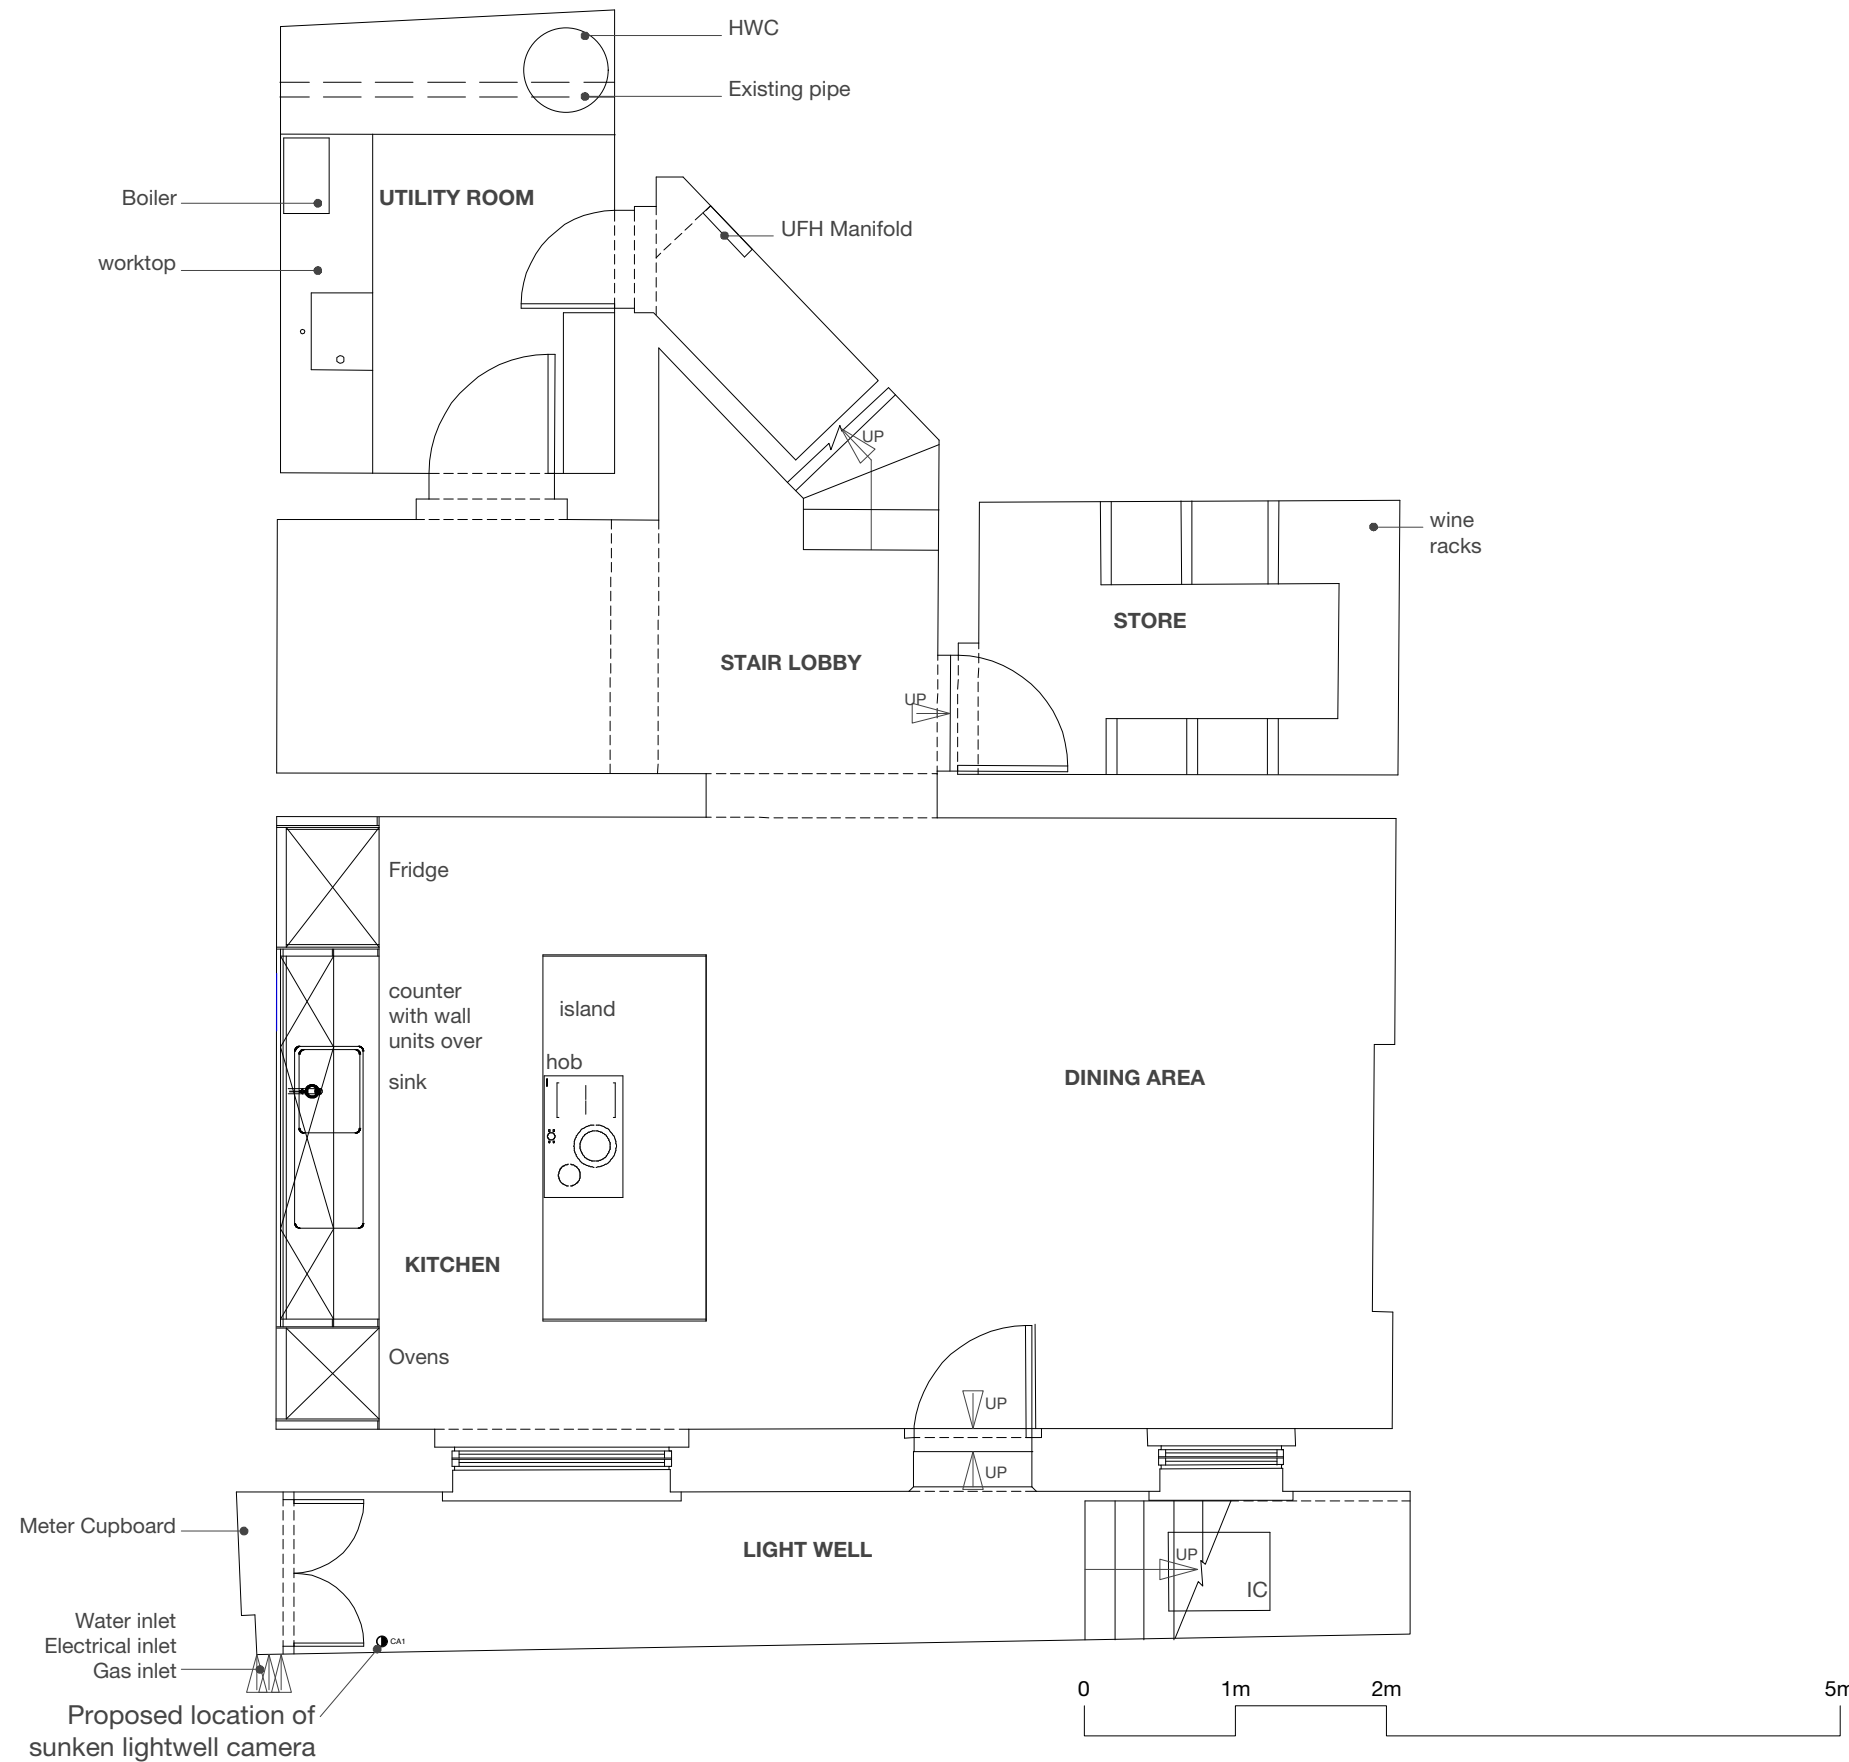 HWC
Existing pipe
Boiler
UTILITY ROOM
UFH Manifold
worktop
UP
wine
racks
STORE
STAIR LOBBY
UP
Fridge
counter
with wall
units over
island
hob
sink
DINING AREA
KITCHEN
Ovens
UP
UP
Meter Cupboard
LIGHT WELL
UP
IC
Water inlet
Electrical inlet
Gas inlet
CA1
Proposed location of
sunken lightwell camera
0 1m 2m 5m